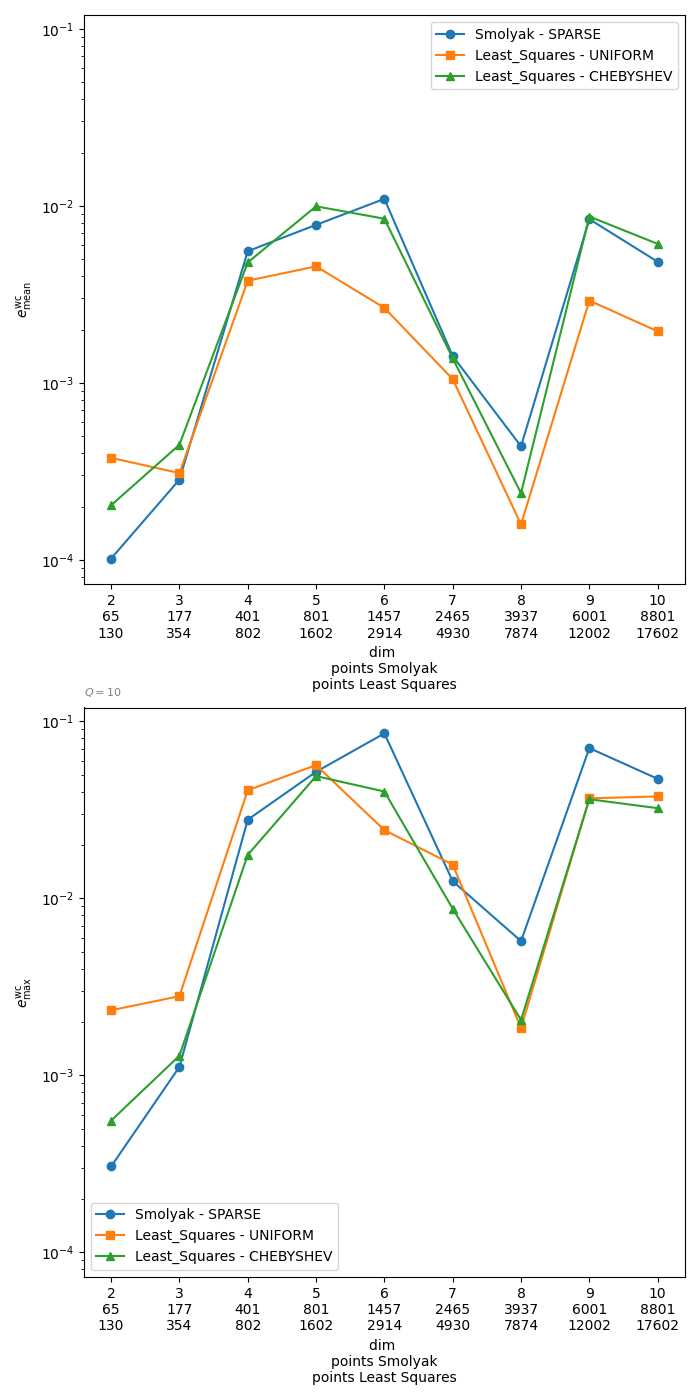 10⁻¹
Smolyak - SPARSE
Least_Squares - UNIFORM
Least_Squares - CHEBYSHEV
10⁻²
e^wc_mean
10⁻³
10⁻⁴
2 3 4 5 6 7 8 9 10
65 177 401 801 1457 2465 3937 6001 8801
130 354 802 1602 2914 4930 7874 12002 17602
dim
points Smolyak
points Least Squares
Q = 10
10⁻¹
10⁻²
e^wc_max
10⁻³
Smolyak - SPARSE
Least_Squares - UNIFORM
Least_Squares - CHEBYSHEV
10⁻⁴
2 3 4 5 6 7 8 9 10
65 177 401 801 1457 2465 3937 6001 8801
130 354 802 1602 2914 4930 7874 12002 17602
dim
points Smolyak
points Least Squares